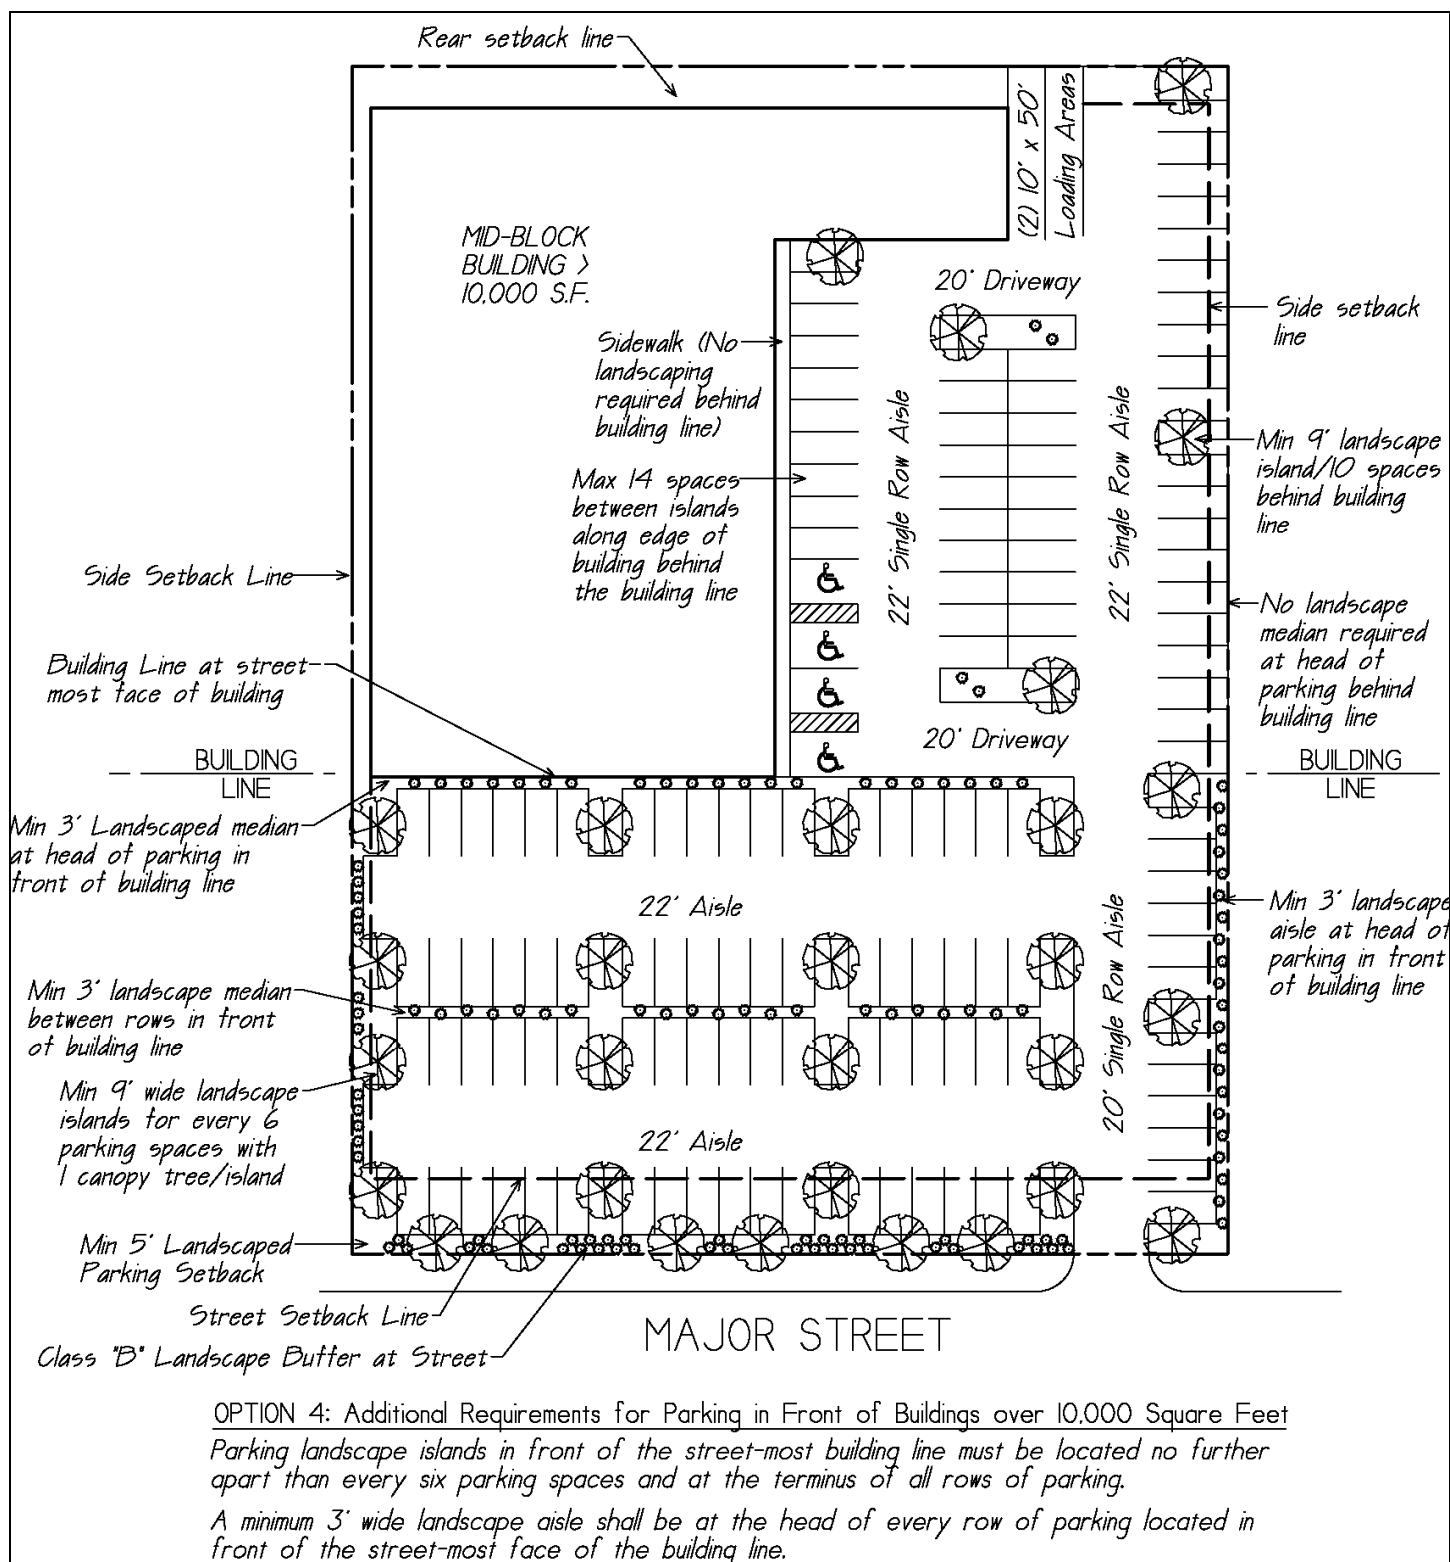 Rear setback line
(2) 10' x 50'
Loading Areas
MID-BLOCK
BUILDING >
10,000 S.F.
20' Driveway
Side setback
line
Sidewalk (No
landscaping
required behind
building line)
22' Single Row Aisle
22' Single Row Aisle
Min 9' landscape
island/10 spaces
behind building
line
Max 14 spaces
between islands
along edge of
building behind
the building line
Side Setback Line
No landscape
median required
at head of
parking behind
building line
Building Line at street
most face of building
20' Driveway
BUILDING
LINE
BUILDING
LINE
Min 3' Landscaped median
at head of parking in
front of building line
22' Aisle
20' Single Row Aisle
Min 3' landscape
aisle at head of
parking in front
of building line
Min 3' landscape median
between rows in front
of building line
Min 9' wide landscape
islands for every 6
parking spaces with
1 canopy tree/island
22' Aisle
Min 5' Landscaped
Parking Setback
Street Setback Line
MAJOR STREET
Class "B" Landscape Buffer at Street
OPTION 4: Additional Requirements for Parking in Front of Buildings over 10,000 Square Feet
Parking landscape islands in front of the street-most building line must be located no further
apart than every six parking spaces and at the terminus of all rows of parking.
A minimum 3' wide landscape aisle shall be at the head of every row of parking located in
front of the street-most face of the building line.